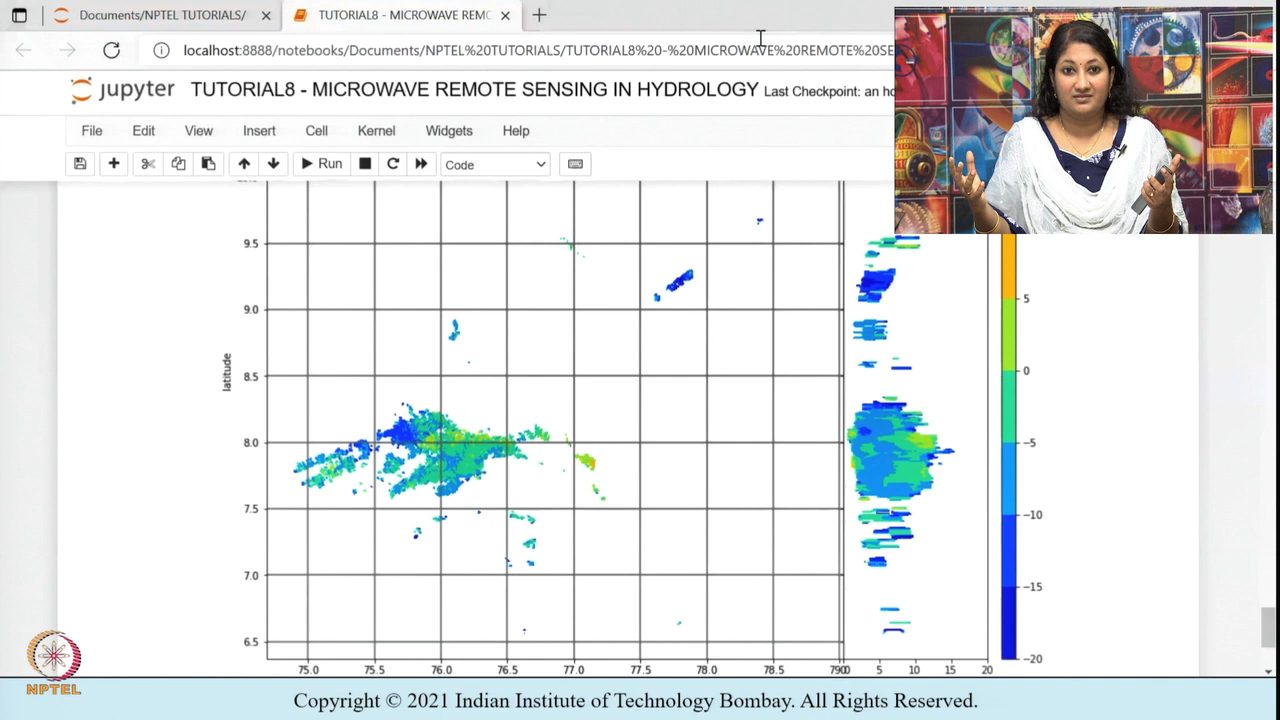 Documents/NPTEL TUTORIALS/
TUTORIAL8 - MICROWAVE REMO
localhost:8888/notebooks/Documents/NPTEL%20TUTORIALS/TUTORIAL8%20-%20MICROWAVE%20REMOTE%20SE
jupyter TUTORIAL8 - MICROWAVE REMOTE SENSING IN HYDROLOGY Last Checkpoint: an ho
File Edit View Insert Cell Kernel Widgets Help
Run Code
9.5
9.0
8.5
8.0
7.5
7.0
6.5
latitude
75.0 75.5 76.0 76.5 77.0 77.5 78.0 78.5 79.0
0 5 10 15 20
5
0
−5
−10
−15
−20
NPTEL
Copyright © 2021 Indian Institute of Technology Bombay. All Rights Reserved.